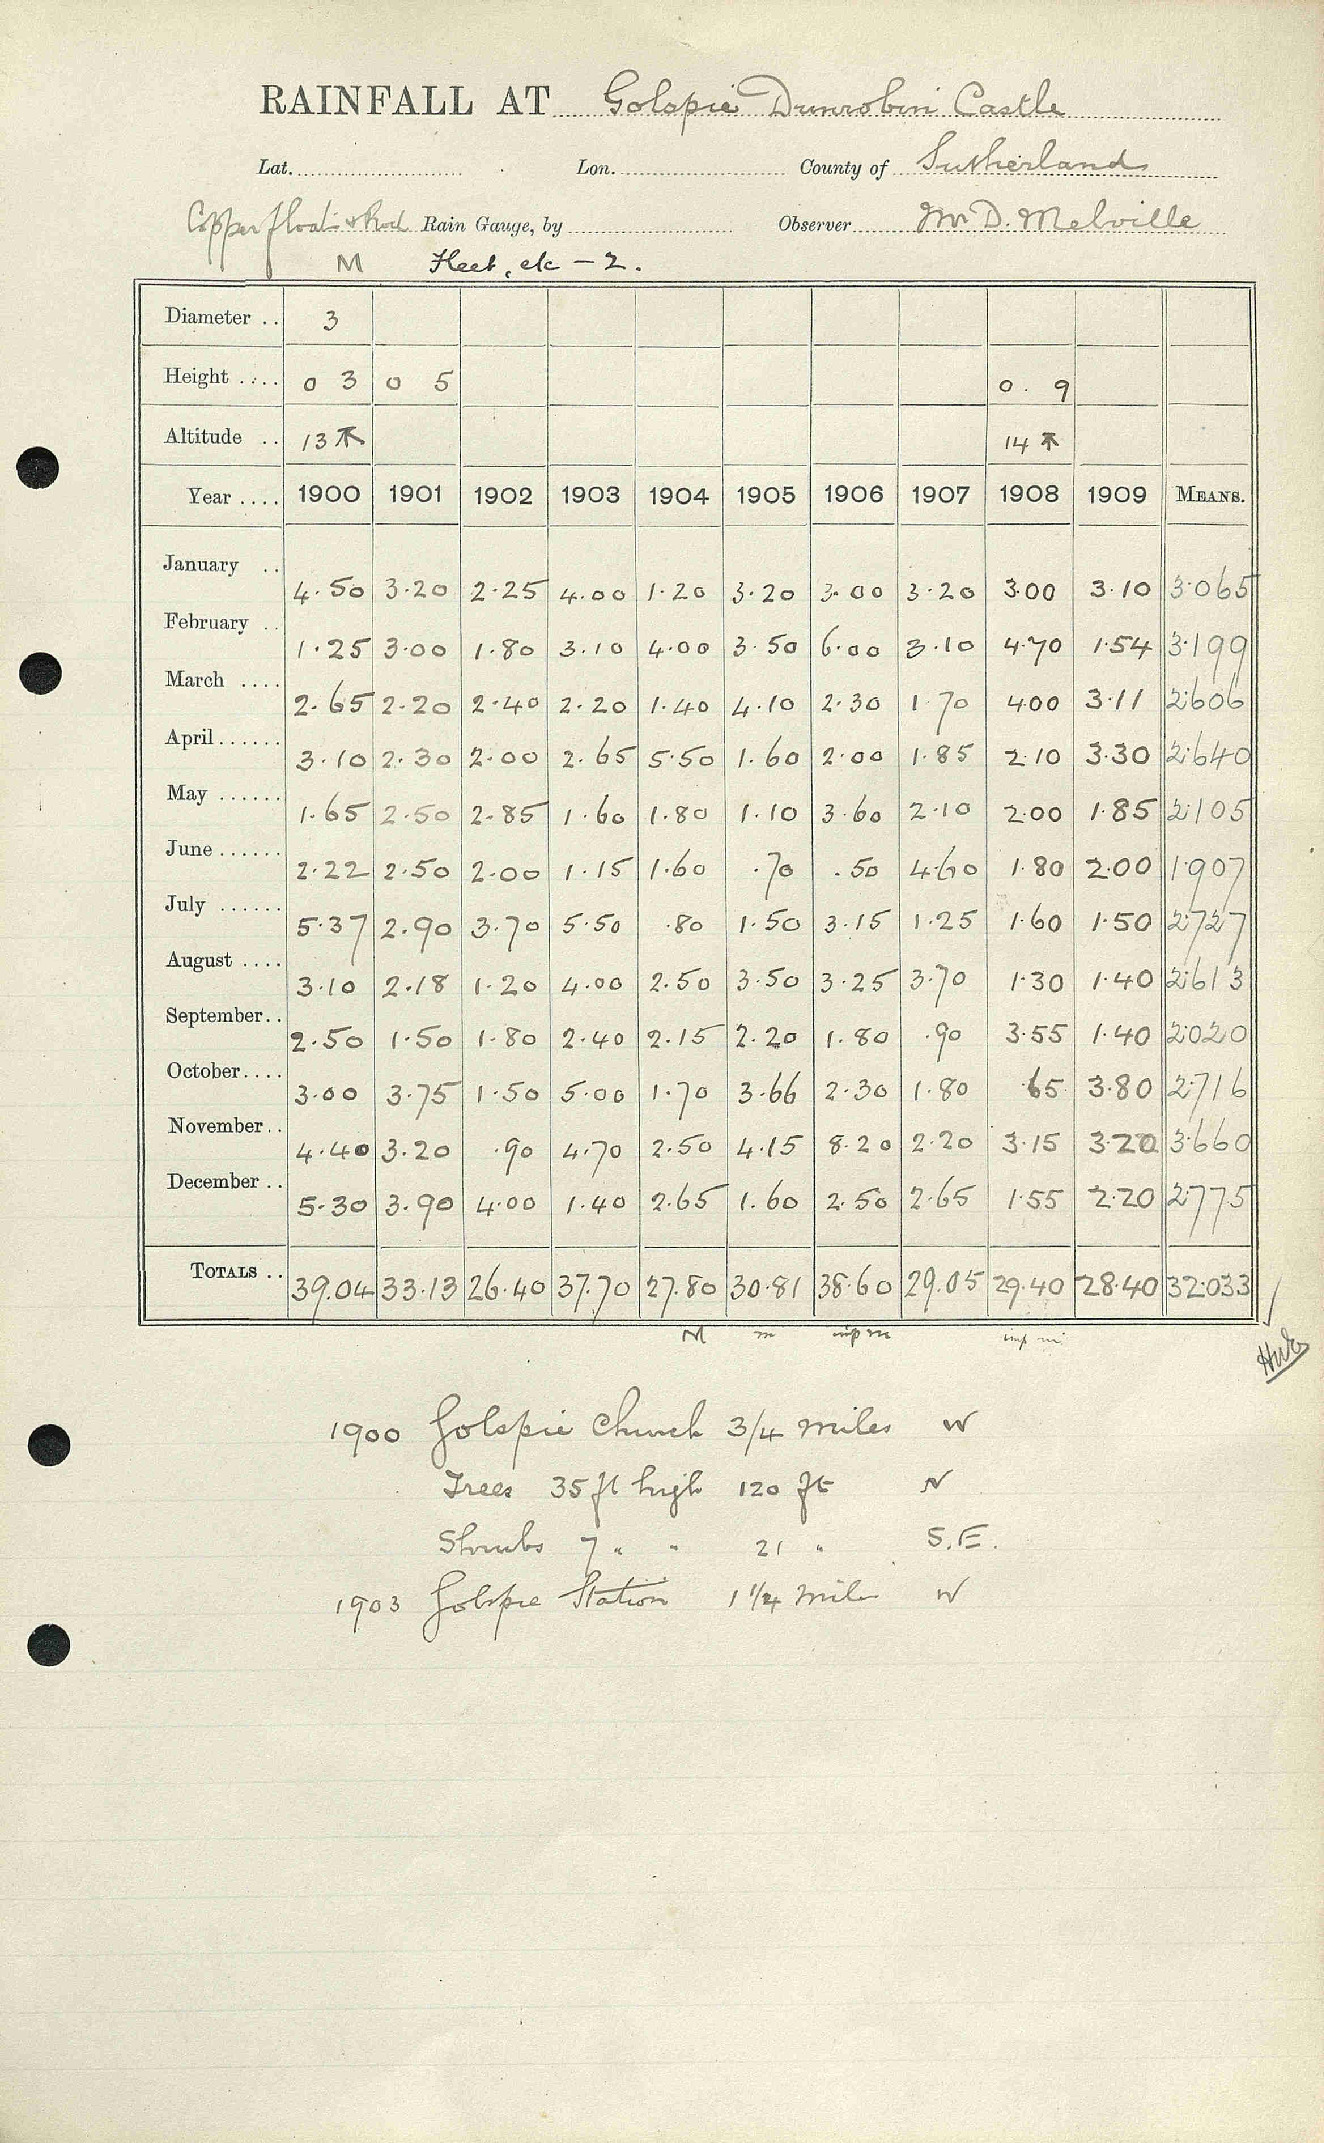 RAINFALL AT Golspie Dunrobin Castle
Lat. Lon. County of Sutherland
Copper float & Rod Rain Gauge, by Observer Mr D. Melville
M Fleet, etc - 2.
Diameter .. 3
Height .... 0 3 0 5 0. 9
Altitude .. 13 14
Year .... 1900 1901 1902 1903 1904 1905 1906 1907 1908 1909 MEANS.
January .. 4.50 3.20 2.25 4.00 1.20 3.20 3.00 3.20 3.00 3.10 3.065
February .. 1.25 3.00 1.80 3.10 4.00 3.50 6.00 3.10 4.70 1.54 3.199
March .... 2.65 2.20 2.40 2.20 1.40 4.10 2.30 1.70 400 3.11 2.606
April...... 3.10 2.30 2.00 2.65 5.50 1.60 2.00 1.85 2.10 3.30 2.640
May ...... 1.65 2.50 2.85 1.60 1.80 1.10 3.60 2.10 2.00 1.85 2.105
June...... 2.22 2.50 2.00 1.15 1.60 .70 .50 4.60 1.80 2.00 1.907
July ...... 5.37 2.90 3.70 5.50 .80 1.50 3.15 1.25 1.60 1.50 2.727
August .... 3.10 2.18 1.20 4.00 2.50 3.50 3.25 3.70 1.30 1.40 2.613
September.. 2.50 1.50 1.80 2.40 2.15 2.20 1.80 .90 3.55 1.40 2.020
October.... 3.00 3.75 1.50 5.00 1.70 3.66 2.30 1.80 .65 3.80 2.716
November.. 4.40 3.20 .90 4.70 2.50 4.15 8.20 2.20 3.15 3.20 3.660
December .. 5.30 3.90 4.00 1.40 2.65 1.60 2.50 2.65 1.55 2.20 2.775
TOTALS .. 39.04 33.13 26.40 37.70 27.80 30.81 38.60 29.05 29.40 28.40 32.033
M m inp m inp m
1900 Golspie Church 3/4 miles W
Trees 35 ft high 120 ft N
Shrubs 7 " " 21 " S.E.
1903 Golspie Station 1 1/4 mile W